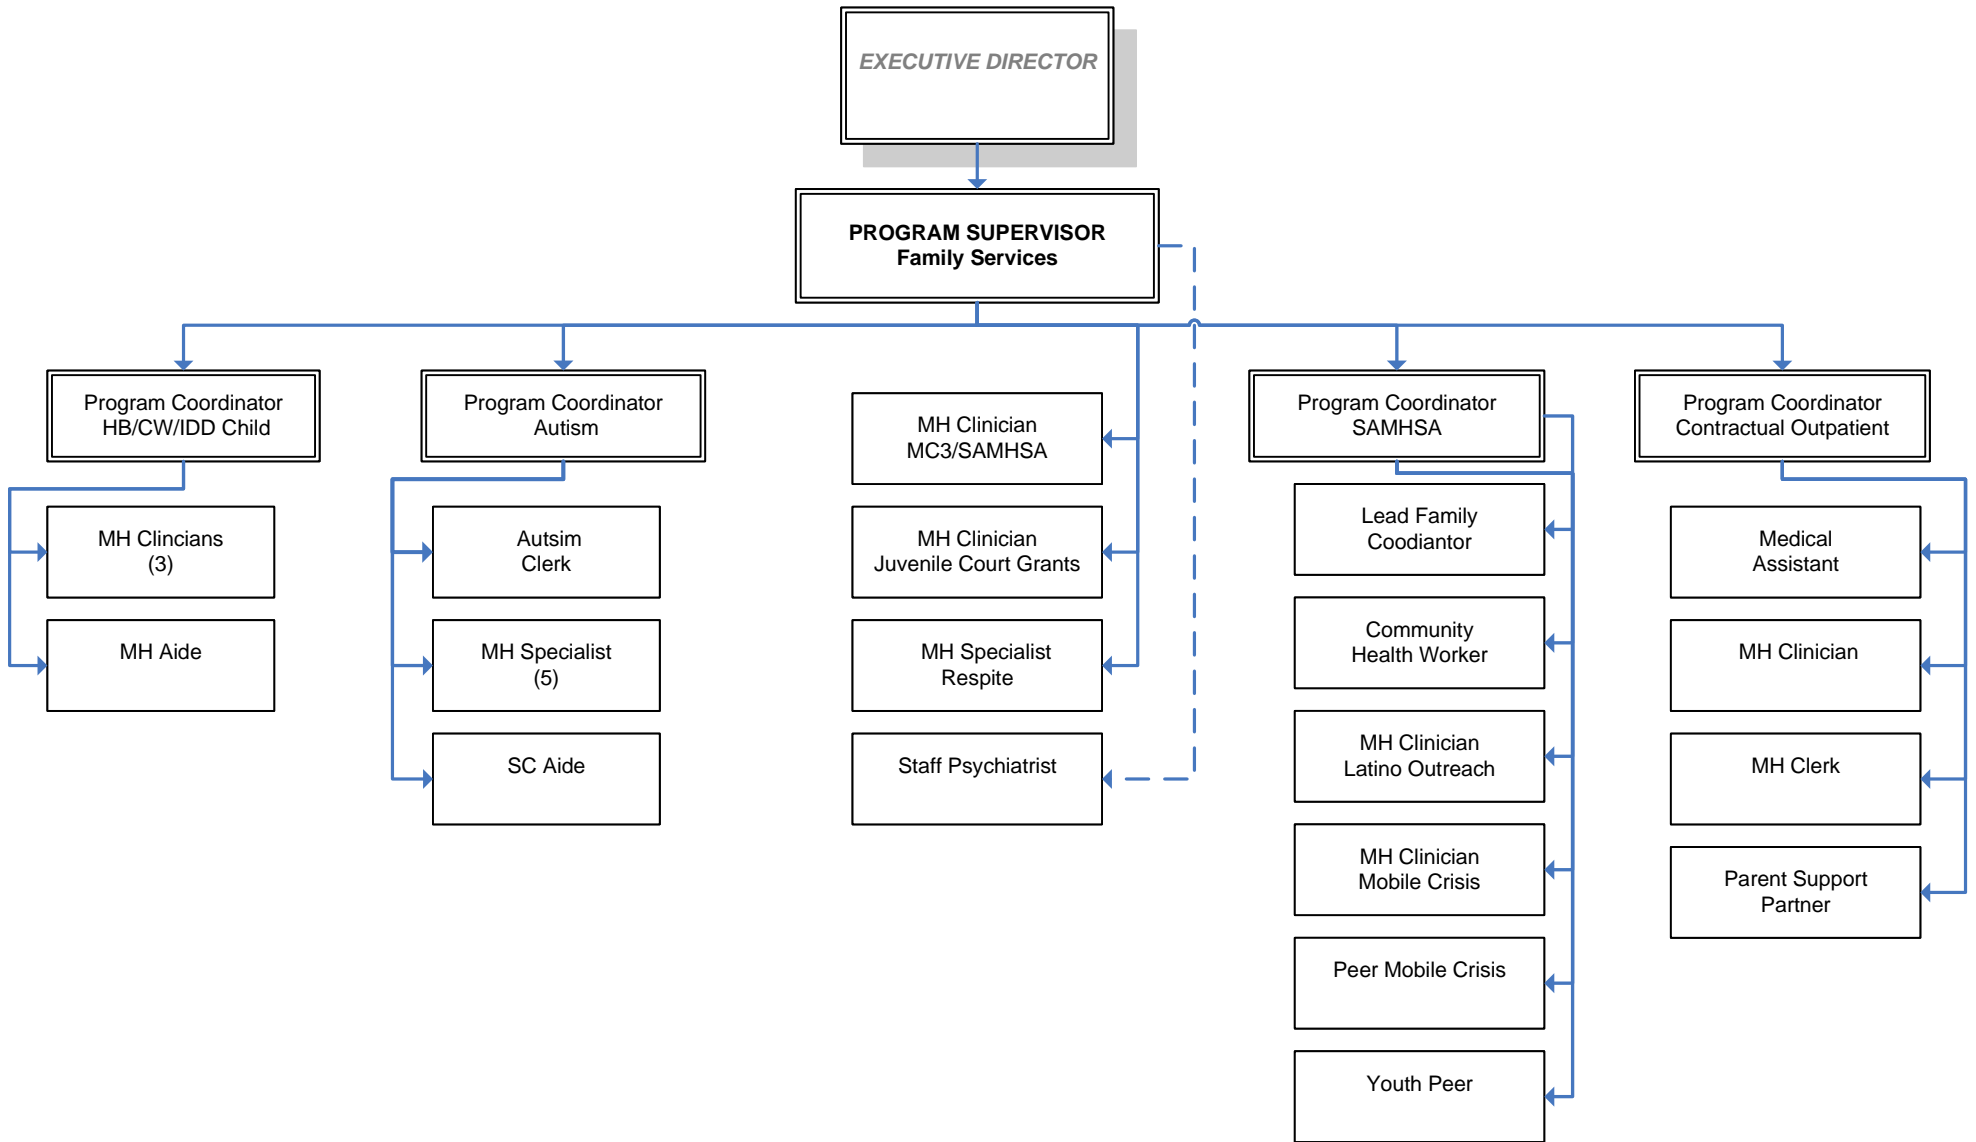 EXECUTIVE DIRECTOR
PROGRAM SUPERVISOR
Family Services
Program Coordinator
HB/CW/IDD Child
MH Clincians
(3)
MH Aide
Program Coordinator
Autism
Autsim
Clerk
MH Specialist
(5)
SC Aide
MH Clinician
MC3/SAMHSA
MH Clinician
Juvenile Court Grants
MH Specialist
Respite
Staff Psychiatrist
Program Coordinator
SAMHSA
Lead Family
Coodiantor
Community
Health Worker
MH Clinician
Latino Outreach
MH Clinician
Mobile Crisis
Peer Mobile Crisis
Youth Peer
Program Coordinator
Contractual Outpatient
Medical
Assistant
MH Clinician
MH Clerk
Parent Support
Partner